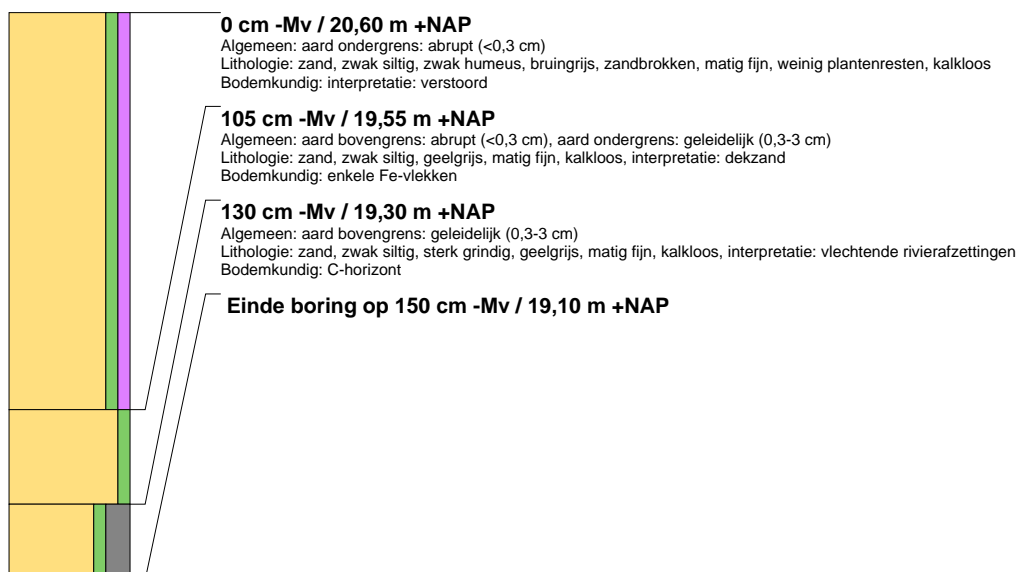 0 cm -Mv / 20,60 m +NAP
Algemeen: aard ondergrens: abrupt (<0,3 cm)
Lithologie: zand, zwak siltig, zwak humeus, bruingrijs, zandbrokken, matig fijn, weinig plantenresten, kalkloos
Bodemkundig: interpretatie: verstoord
105 cm -Mv / 19,55 m +NAP
Algemeen: aard bovengrens: abrupt (<0,3 cm), aard ondergrens: geleidelijk (0,3-3 cm)
Lithologie: zand, zwak siltig, geelgrijs, matig fijn, kalkloos, interpretatie: dekzand
Bodemkundig: enkele Fe-vlekken
130 cm -Mv / 19,30 m +NAP
Algemeen: aard bovengrens: geleidelijk (0,3-3 cm)
Lithologie: zand, zwak siltig, sterk grindig, geelgrijs, matig fijn, kalkloos, interpretatie: vlechtende rivierafzettingen
Bodemkundig: C-horizont
Einde boring op 150 cm -Mv / 19,10 m +NAP